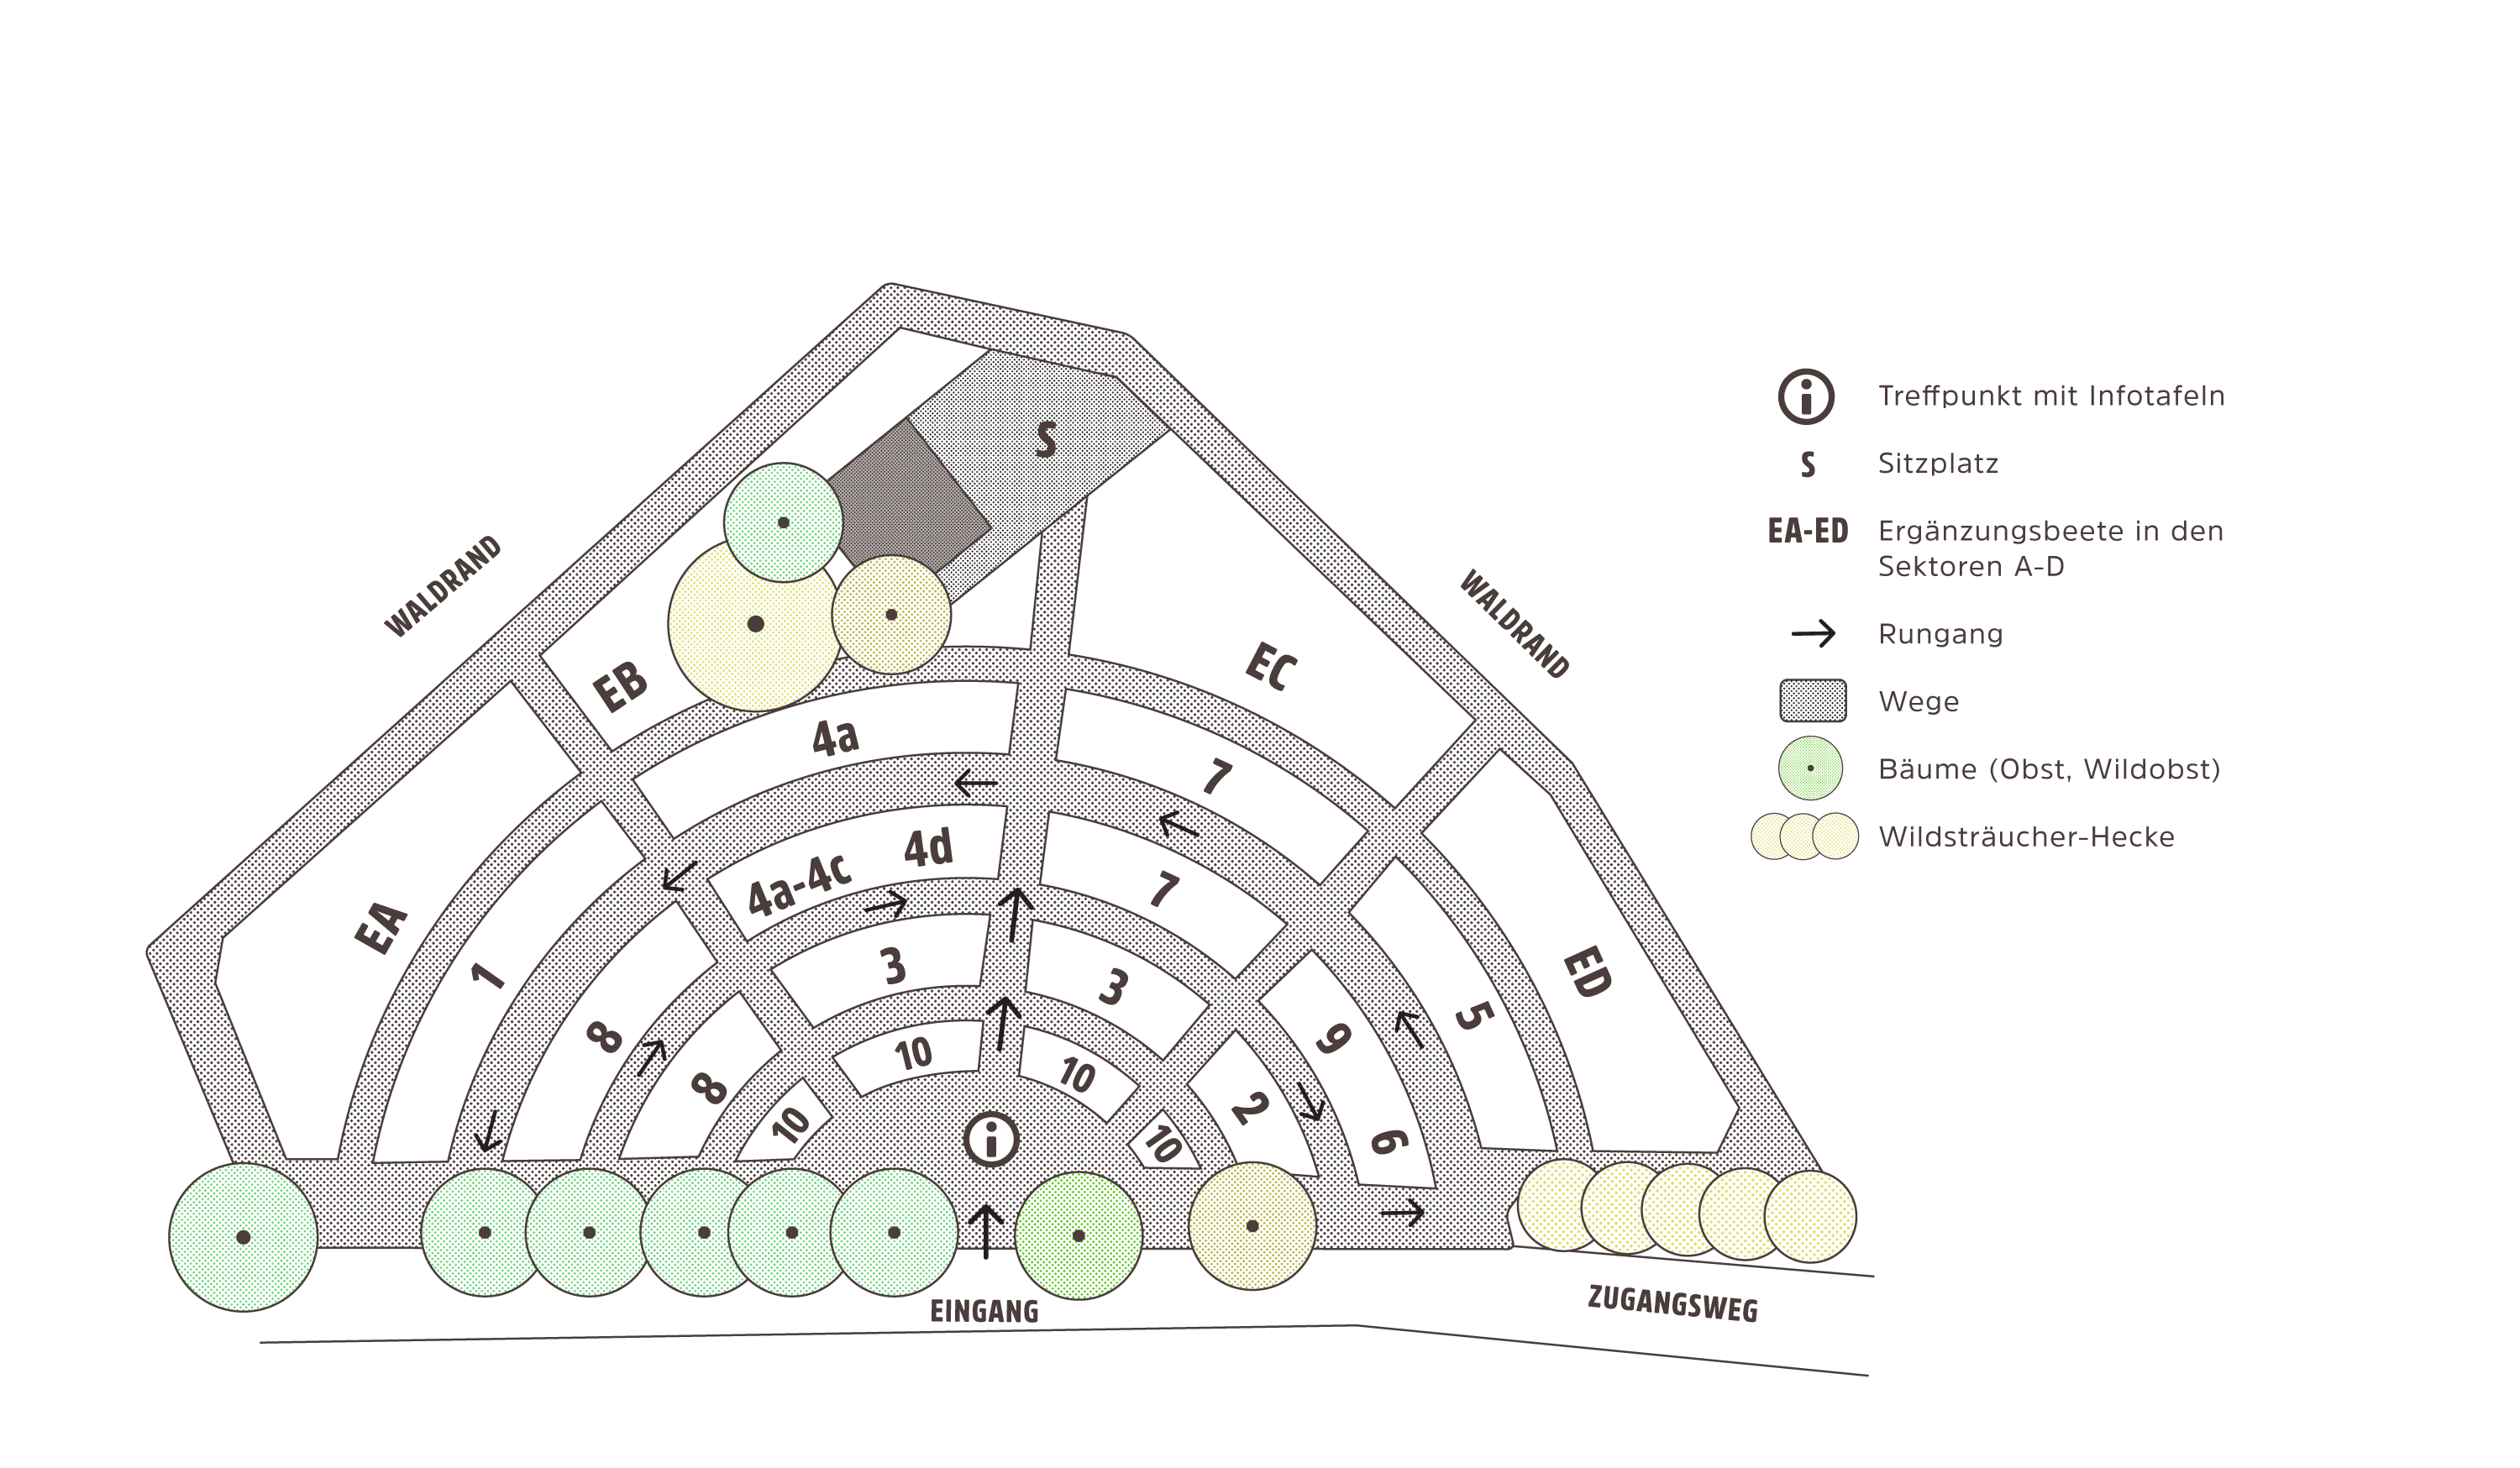 WALDRAND
WALDRAND
S
EB
EC
4a
7
4a-4c 4d
7
EA
1
3
3
5
ED
8
9
10
10
8
2
10
10
6
EINGANG
ZUGANGSWEG
i
i Treffpunkt mit Infotafeln
S Sitzplatz
EA-ED Ergänzungsbeete in den
Sektoren A-D
Rungang
Wege
Bäume (Obst, Wildobst)
Wildsträucher-Hecke